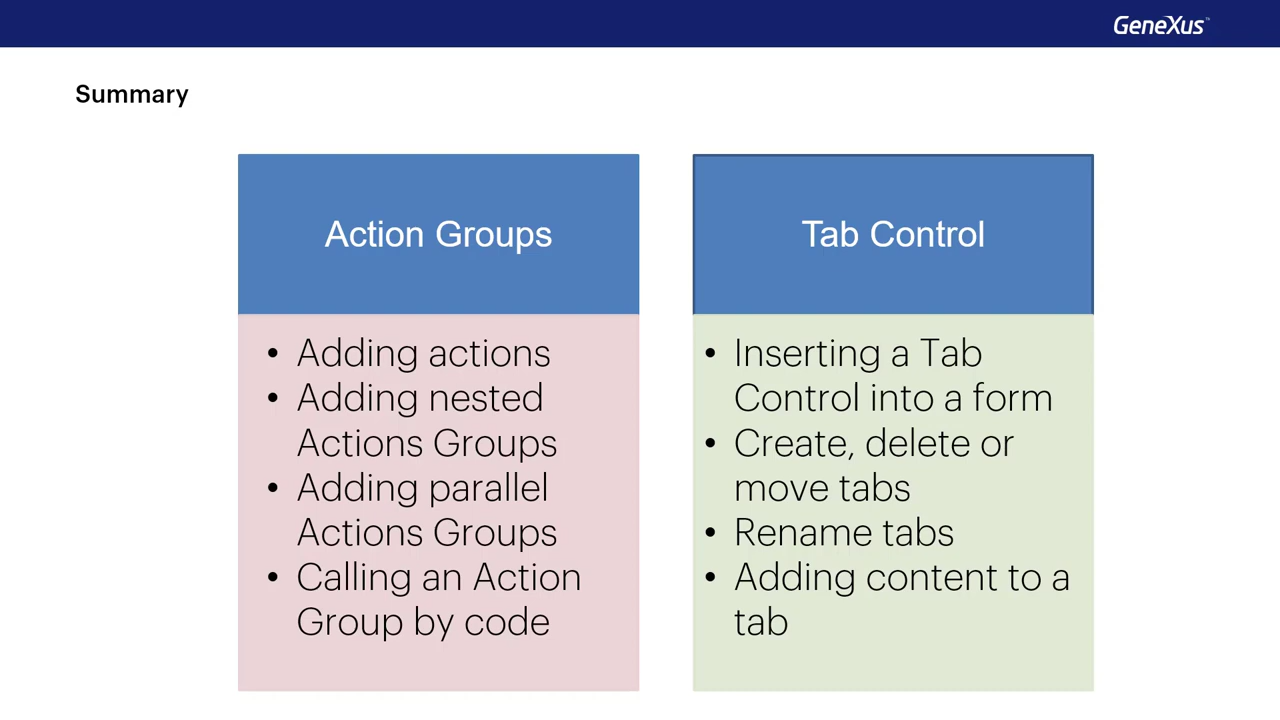 GeneXus™
Summary
Action Groups
• Adding actions
• Adding nested
Actions Groups
• Adding parallel
Actions Groups
• Calling an Action
Group by code
Tab Control
• Inserting a Tab
Control into a form
• Create, delete or
move tabs
• Rename tabs
• Adding content to a
tab